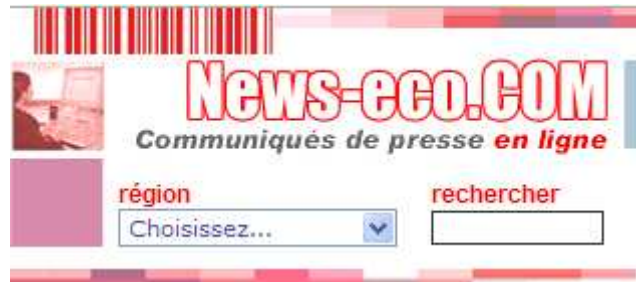 News-eco.COM
Communiqués de presse en ligne
région rechercher
Choisissez...